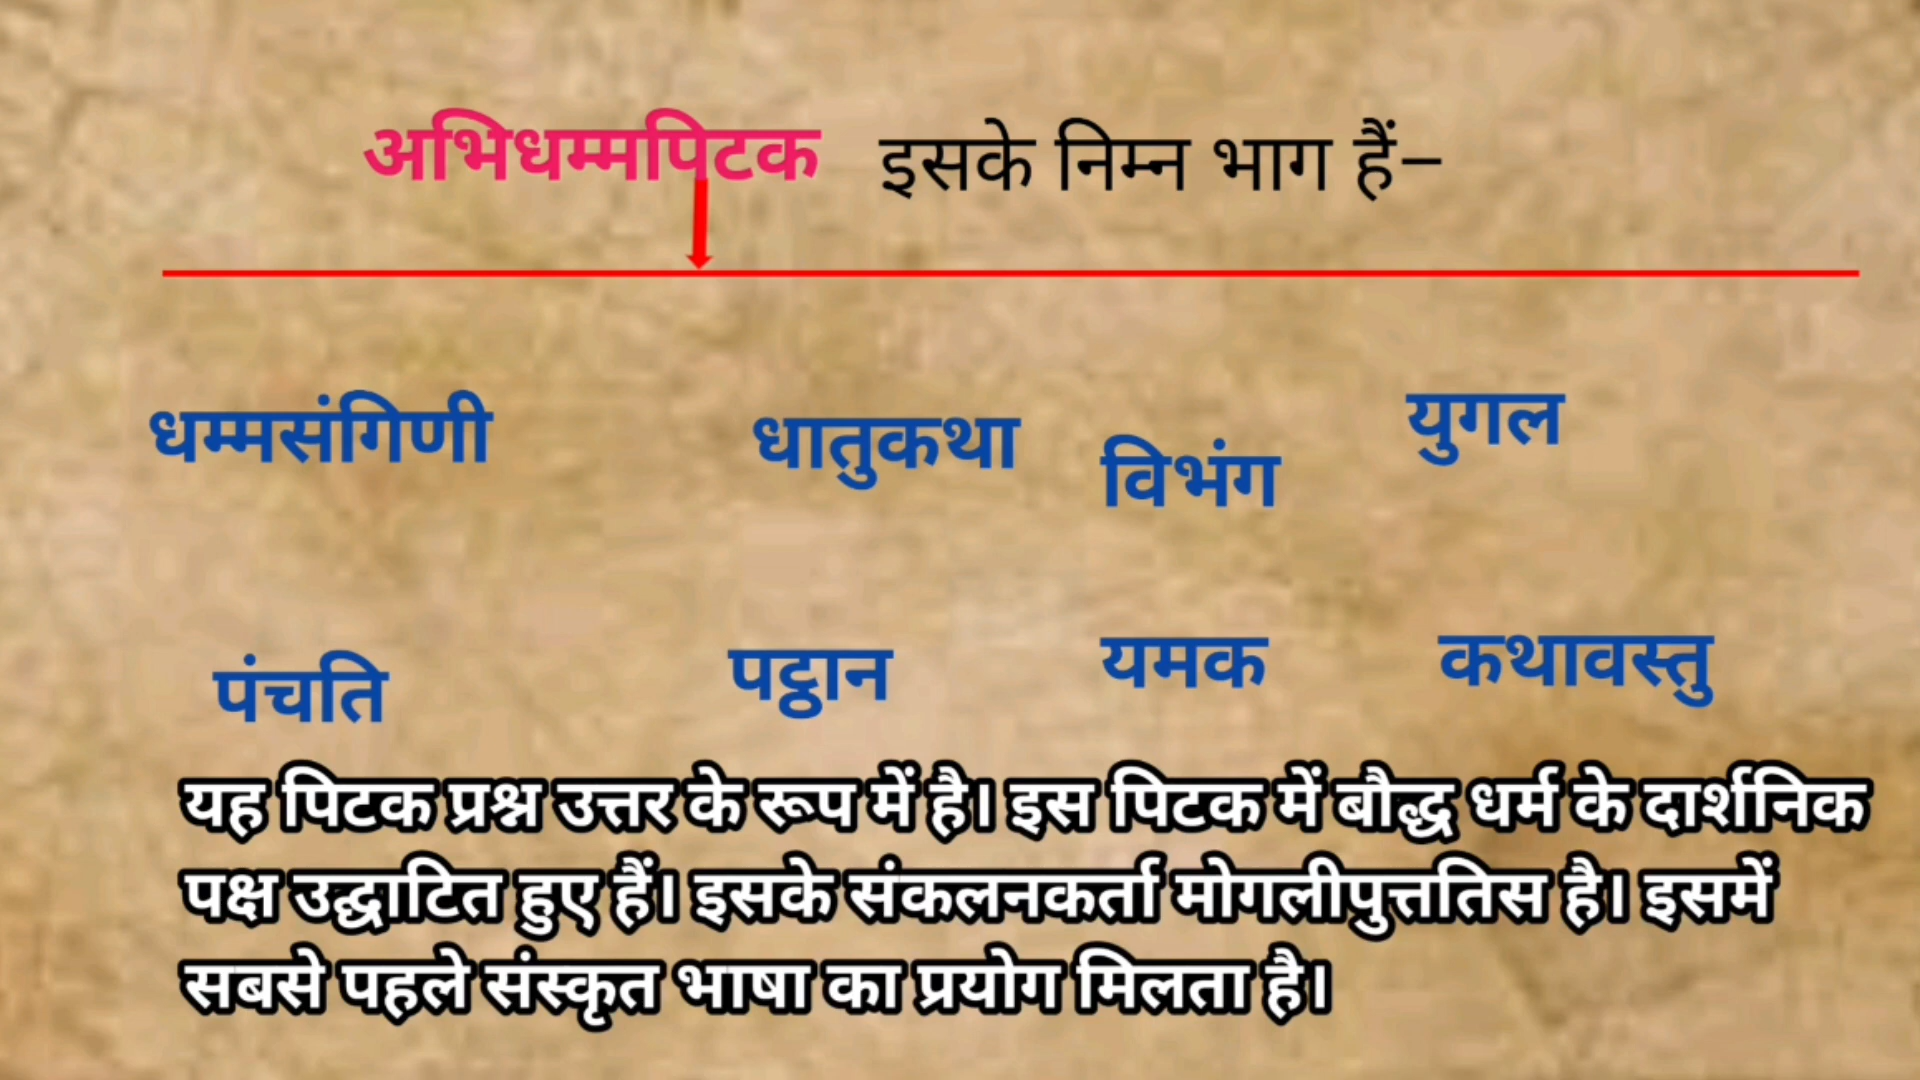 अभिधम्मपिटक इसके निम्न भाग हैं–
धम्मसंगिणी धातुकथा विभंग युगल
पंचति पट्ठान यमक कथावस्तु
यह पिटक प्रश्न उत्तर के रूप में है। इस पिटक में बौद्ध धर्म के दार्शनिक
पक्ष उद्घाटित हुए हैं। इसके संकलनकर्ता मोगलीपुत्ततिस है। इसमें
सबसे पहले संस्कृत भाषा का प्रयोग मिलता है।